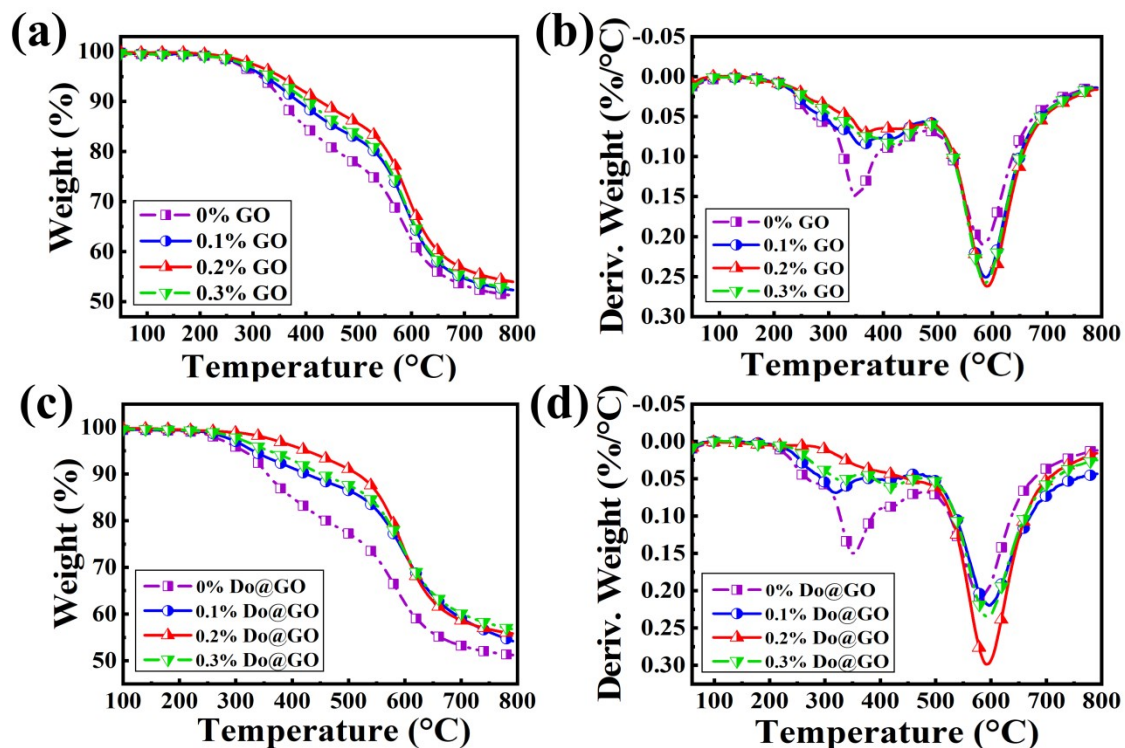 (a)
Weight (%)
100
90
80
70
60
50
0% GO
0.1% GO
0.2% GO
0.3% GO
100 200 300 400 500 600 700 800
Temperature (°C)
(b)
Deriv. Weight (%/°C)
-0.05
0.00
0.05
0.10
0.15
0.20
0.25
0.30
0% GO
0.1% GO
0.2% GO
0.3% GO
100 200 300 400 500 600 700 800
Temperature (°C)
(c)
Weight (%)
100
90
80
70
60
50
0% Do@GO
0.1% Do@GO
0.2% Do@GO
0.3% Do@GO
100 200 300 400 500 600 700 800
Temperature (°C)
(d)
Deriv. Weight (%/°C)
-0.05
0.00
0.05
0.10
0.15
0.20
0.25
0.30
0% Do@GO
0.1% Do@GO
0.2% Do@GO
0.3% Do@GO
100 200 300 400 500 600 700 800
Temperature (°C)